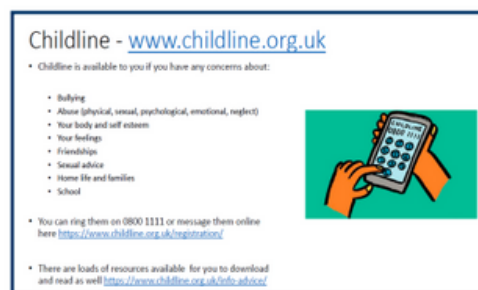 Childline - www.childline.org.uk
• Childline is available to you if you have any concerns about:
• Bullying
• Abuse (physical, sexual, psychological, emotional, neglect)
• Your body and self esteem
• Your feelings
• Friendships
• Sexual advice
• Home life and families
• School
CHILDLINE
0800 1111
• You can ring them on 0800 1111 or message them online
here https://www.childline.org.uk/registration/
• There are loads of resources available for you to download
and read as well https://www.childline.org.uk/info-advice/